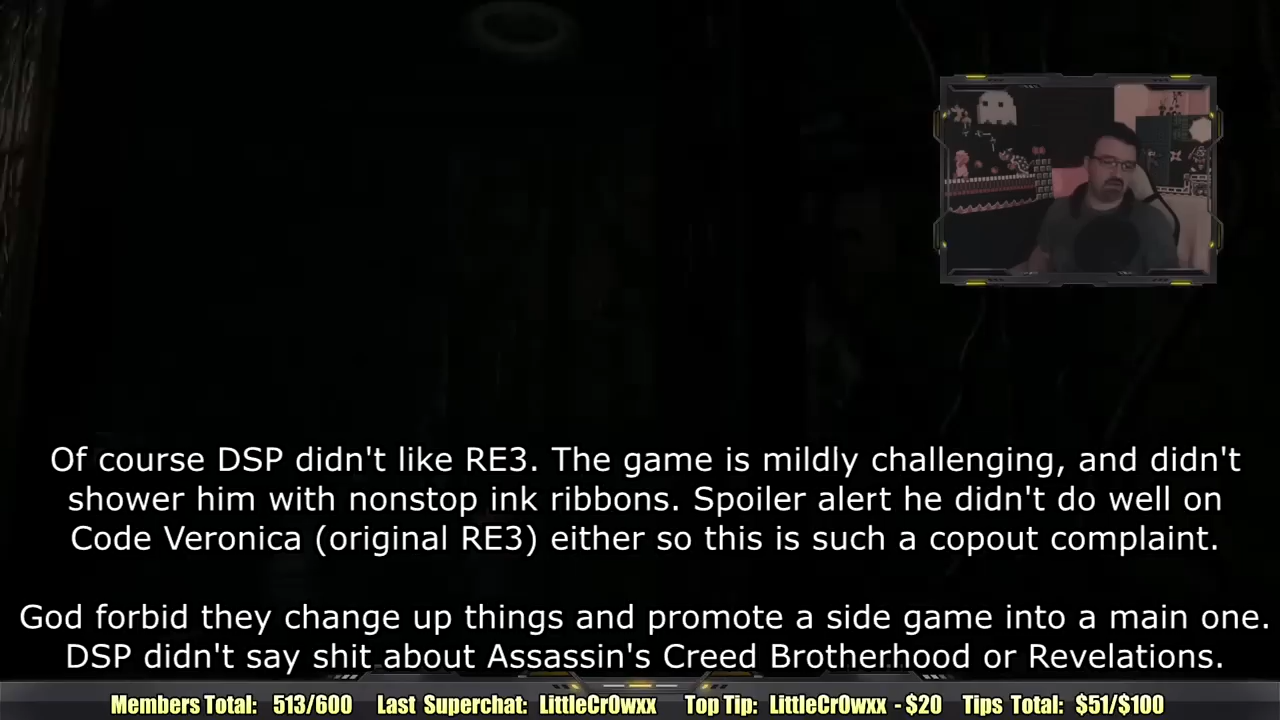 Of course DSP didn't like RE3. The game is mildly challenging, and didn't
shower him with nonstop ink ribbons. Spoiler alert he didn't do well on
Code Veronica (original RE3) either so this is such a copout complaint.
God forbid they change up things and promote a side game into a main one.
DSP didn't say shit about Assassin's Creed Brotherhood or Revelations.
Members Total: 513/600 Last Superchat: LittleCr0wxx Top Tip: LittleCr0wxx - $20 Tips Total: $51/$100